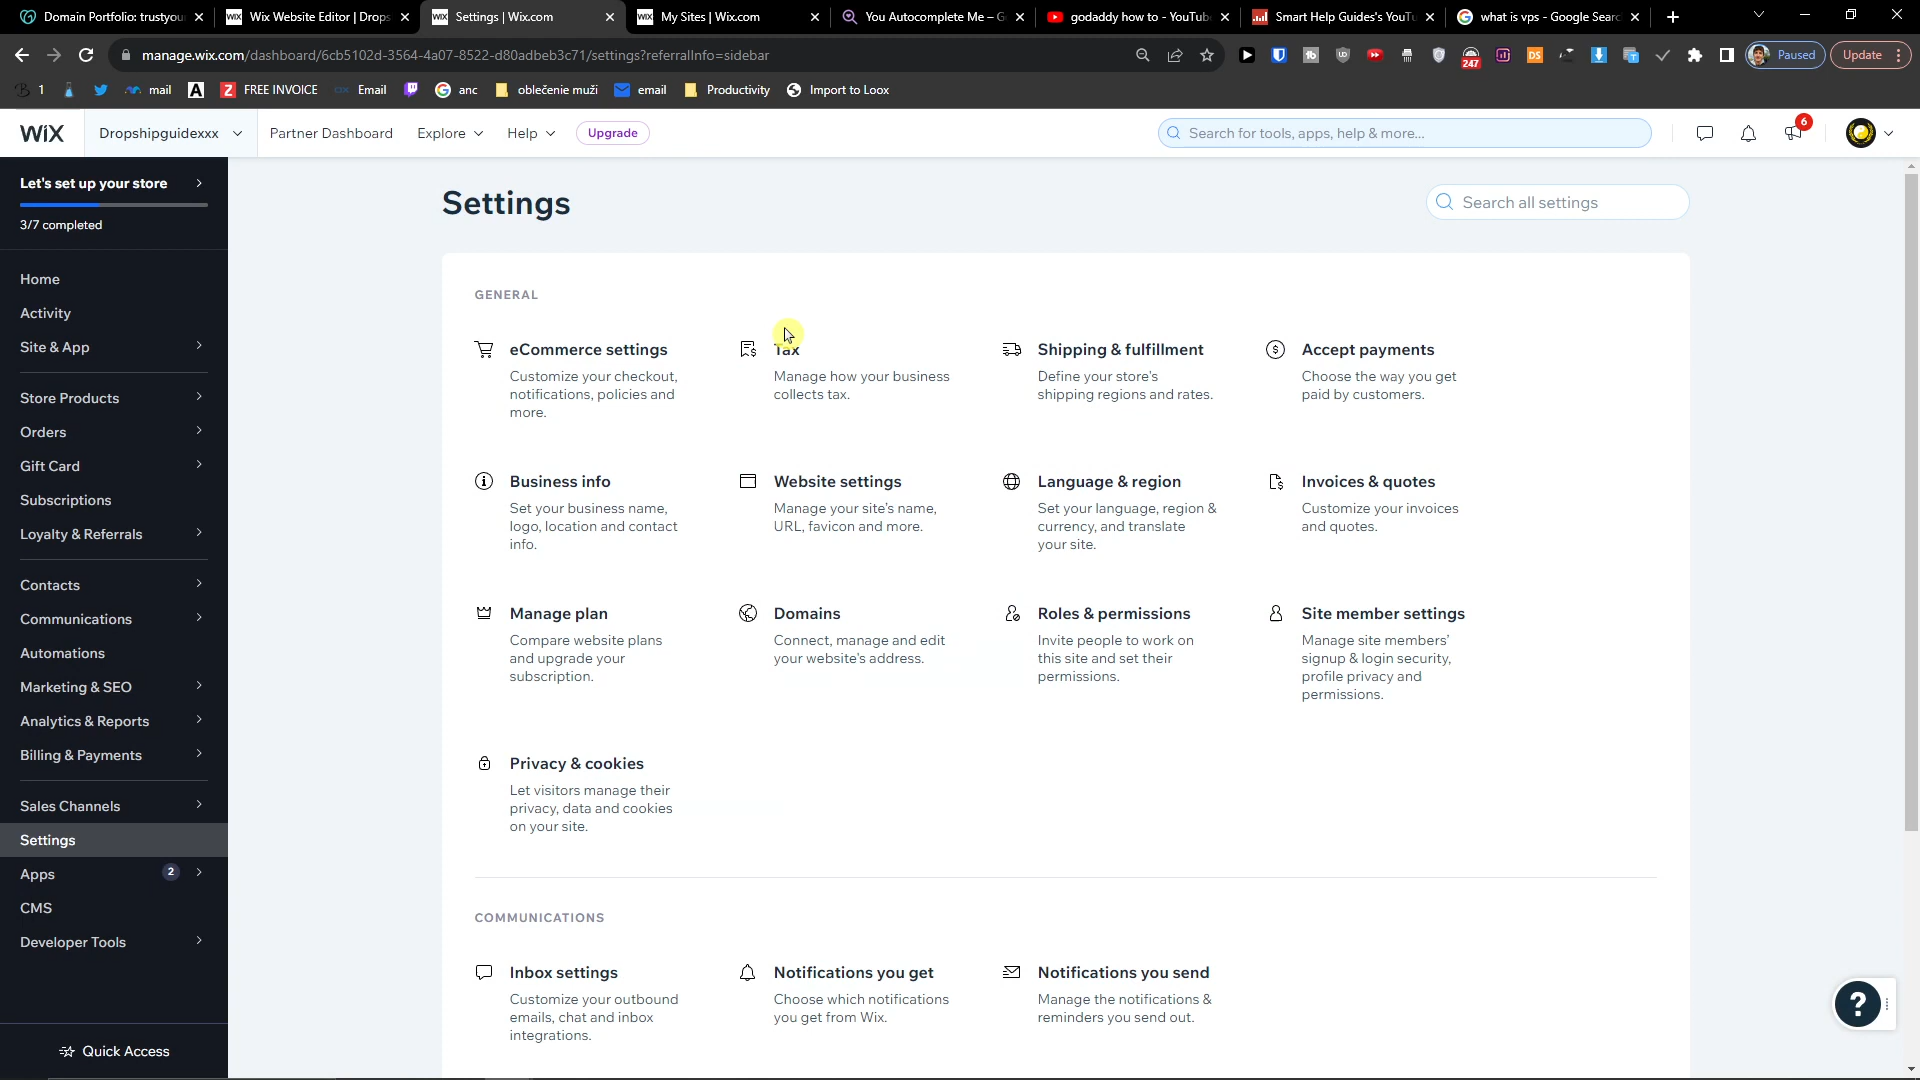 Domain Portfolio: trustyou
Wix Website Editor | Drops
Settings | Wix.com
My Sites | Wix.com
You Autocomplete Me – G
godaddy how to - YouTub
Smart Help Guides's YouTu
what is vps - Google Searc
manage.wix.com/dashboard/6cb5102d-3564-4a07-8522-d80adbeb3c71/settings?referralInfo=sidebar
247
Paused
Update
1
mail
FREE INVOICE
Email
anc
oblečenie muži
email
Productivity
Import to Loox
WIX
Dropshipguidexxx
Partner Dashboard
Explore
Help
Upgrade
Search for tools, apps, help & more...
6
Let's set up your store
3/7 completed
Home
Activity
Site & App
Store Products
Orders
Gift Card
Subscriptions
Loyalty & Referrals
Contacts
Communications
Automations
Marketing & SEO
Analytics & Reports
Billing & Payments
Sales Channels
Settings
Apps
2
CMS
Developer Tools
Quick Access
Settings
Search all settings
GENERAL
eCommerce settings
Customize your checkout,
notifications, policies and
more.
Tax
Manage how your business
collects tax.
Shipping & fulfillment
Define your store's
shipping regions and rates.
Accept payments
Choose the way you get
paid by customers.
Business info
Set your business name,
logo, location and contact
info.
Website settings
Manage your site's name,
URL, favicon and more.
Language & region
Set your language, region &
currency, and translate
your site.
Invoices & quotes
Customize your invoices
and quotes.
Manage plan
Compare website plans
and upgrade your
subscription.
Domains
Connect, manage and edit
your website's address.
Roles & permissions
Invite people to work on
this site and set their
permissions.
Site member settings
Manage site members'
signup & login security,
profile privacy and
permissions.
Privacy & cookies
Let visitors manage their
privacy, data and cookies
on your site.
COMMUNICATIONS
Inbox settings
Customize your outbound
emails, chat and inbox
integrations.
Notifications you get
Choose which notifications
you get from Wix.
Notifications you send
Manage the notifications &
reminders you send out.
?